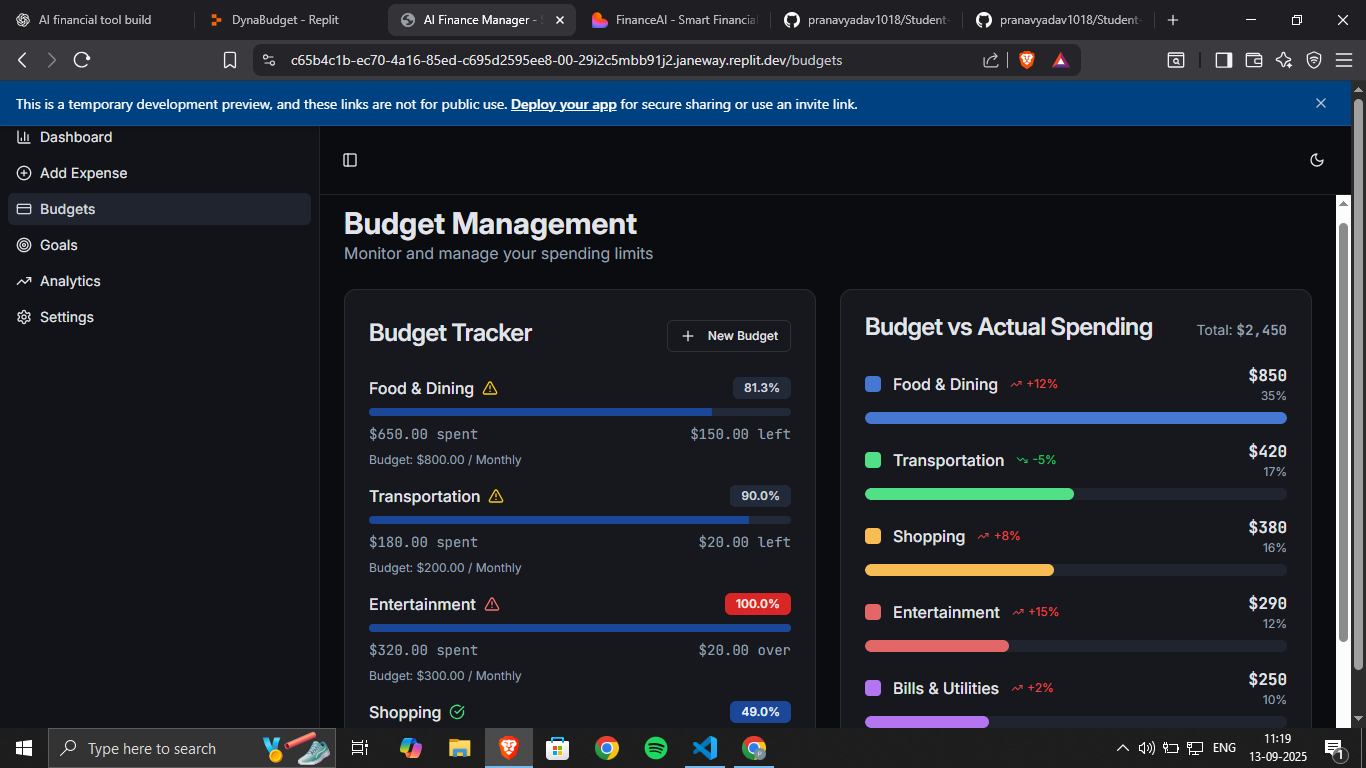 AI financial tool build
DynaBudget - Replit
AI Finance Manager -
FinanceAI - Smart Financial
pranavyadav1018/Student-
pranavyadav1018/Student-
c65b4c1b-ec70-4a16-85ed-c695d2595ee8-00-29i2c5mbb91j2.janeway.replit.dev/budgets
This is a temporary development preview, and these links are not for public use. Deploy your app for secure sharing or use an invite link.
Dashboard
Add Expense
Budgets
Goals
Analytics
Settings
Budget Management
Monitor and manage your spending limits
Budget Tracker
New Budget
Food & Dining
81.3%
$650.00 spent
$150.00 left
Budget: $800.00 / Monthly
Transportation
90.0%
$180.00 spent
$20.00 left
Budget: $200.00 / Monthly
Entertainment
100.0%
$320.00 spent
$20.00 over
Budget: $300.00 / Monthly
Shopping
49.0%
Budget vs Actual Spending
Total: $2,450
Food & Dining
+12%
$850
35%
Transportation
-5%
$420
17%
Shopping
+8%
$380
16%
Entertainment
+15%
$290
12%
Bills & Utilities
+2%
$250
10%
Type here to search
ENG
11:19
13-09-2025
1